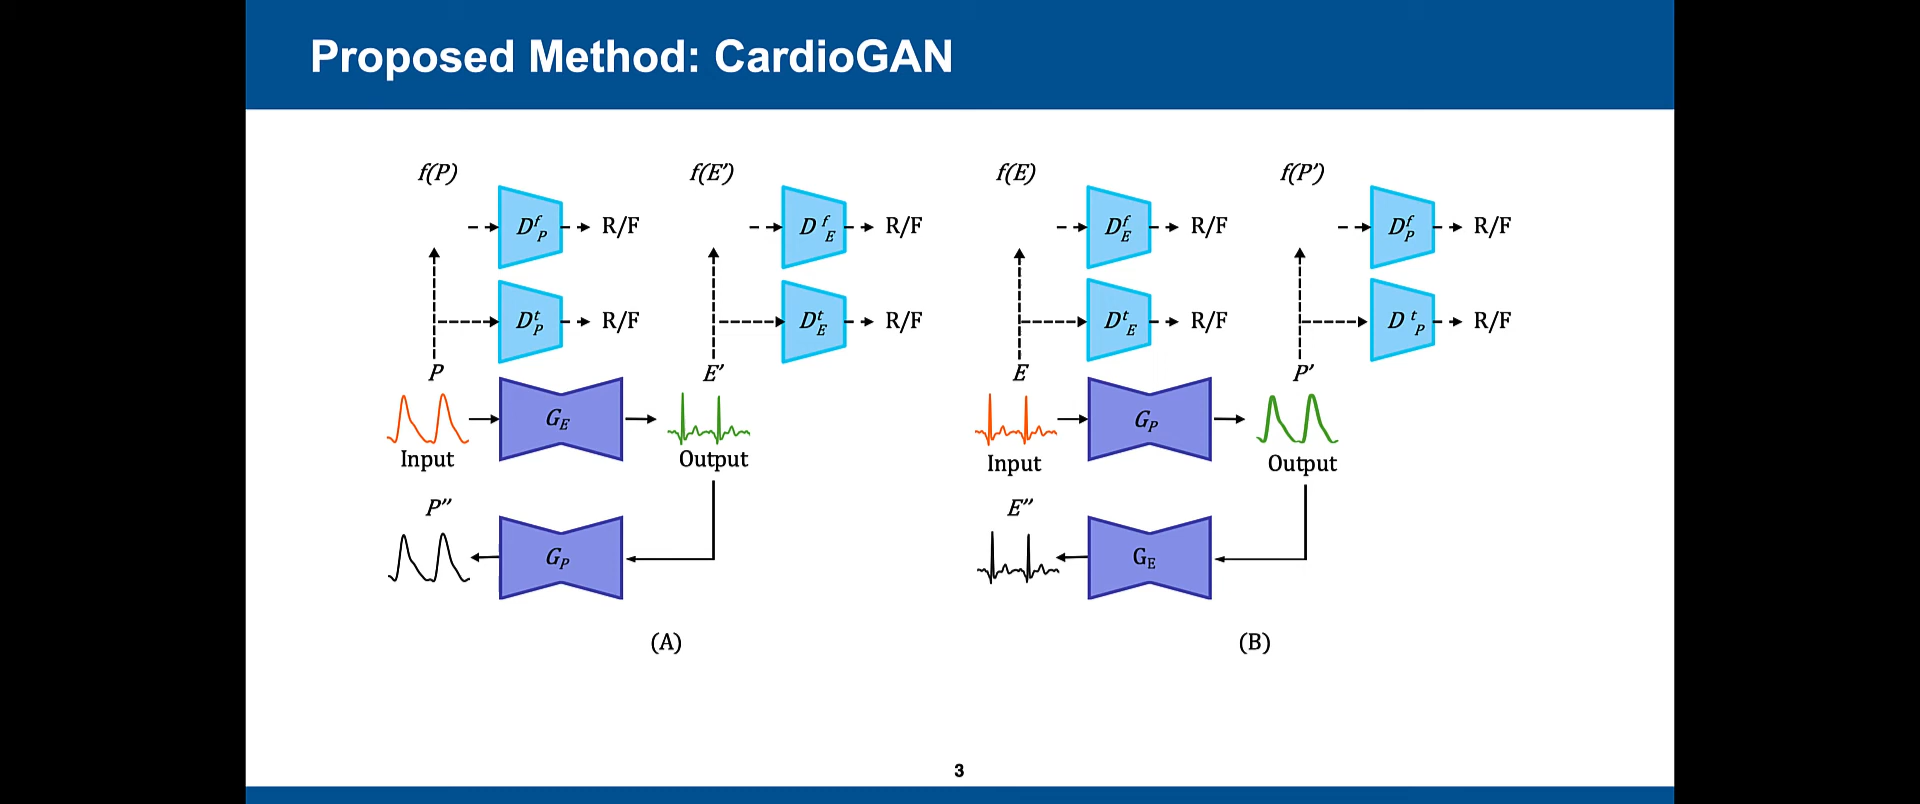 Proposed Method: CardioGAN
f(P)
f(E’)
f(E)
f(P’)
D^f_P
R/F
D^f_E
R/F
D^f_E
R/F
D^f_P
R/F
D^t_P
R/F
D^t_E
R/F
D^t_E
R/F
D^t_P
R/F
P
E’
E
P’
G_E
G_P
Input
Output
Input
Output
P’’
E’’
G_P
G_E
(A)
(B)
3